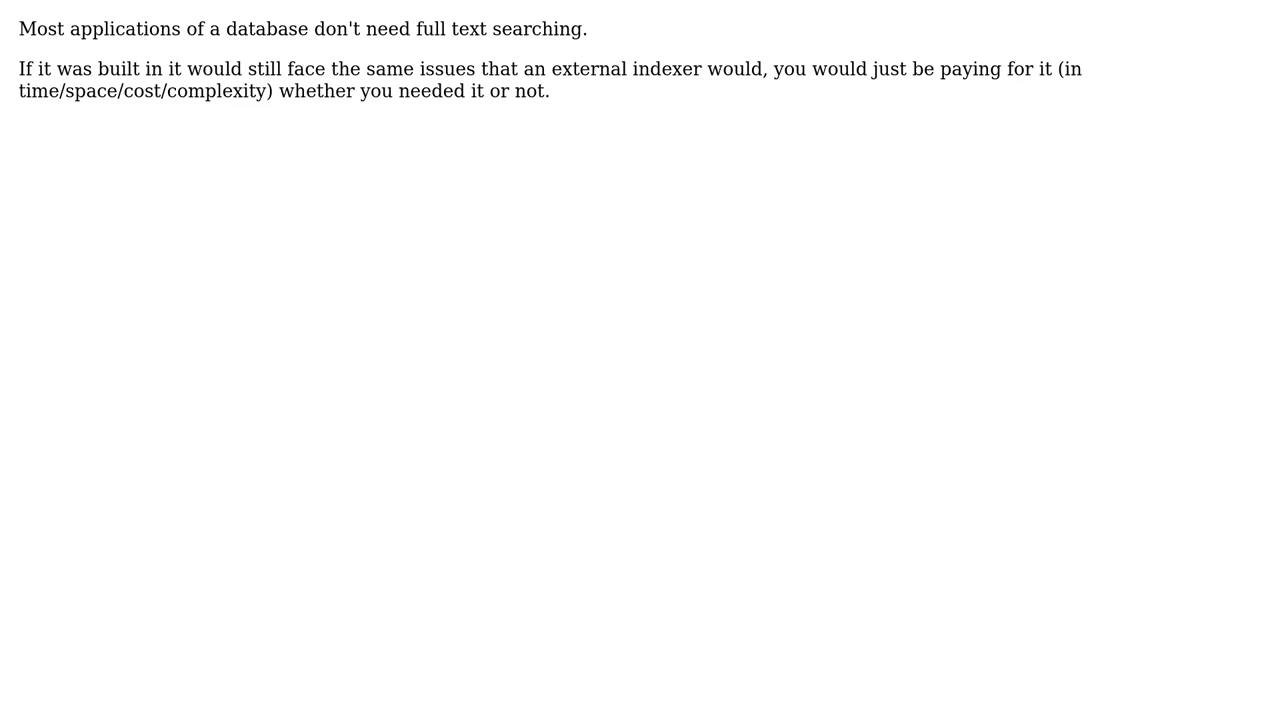 Most applications of a database don't need full text searching.
If it was built in it would still face the same issues that an external indexer would, you would just be paying for it (in
time/space/cost/complexity) whether you needed it or not.